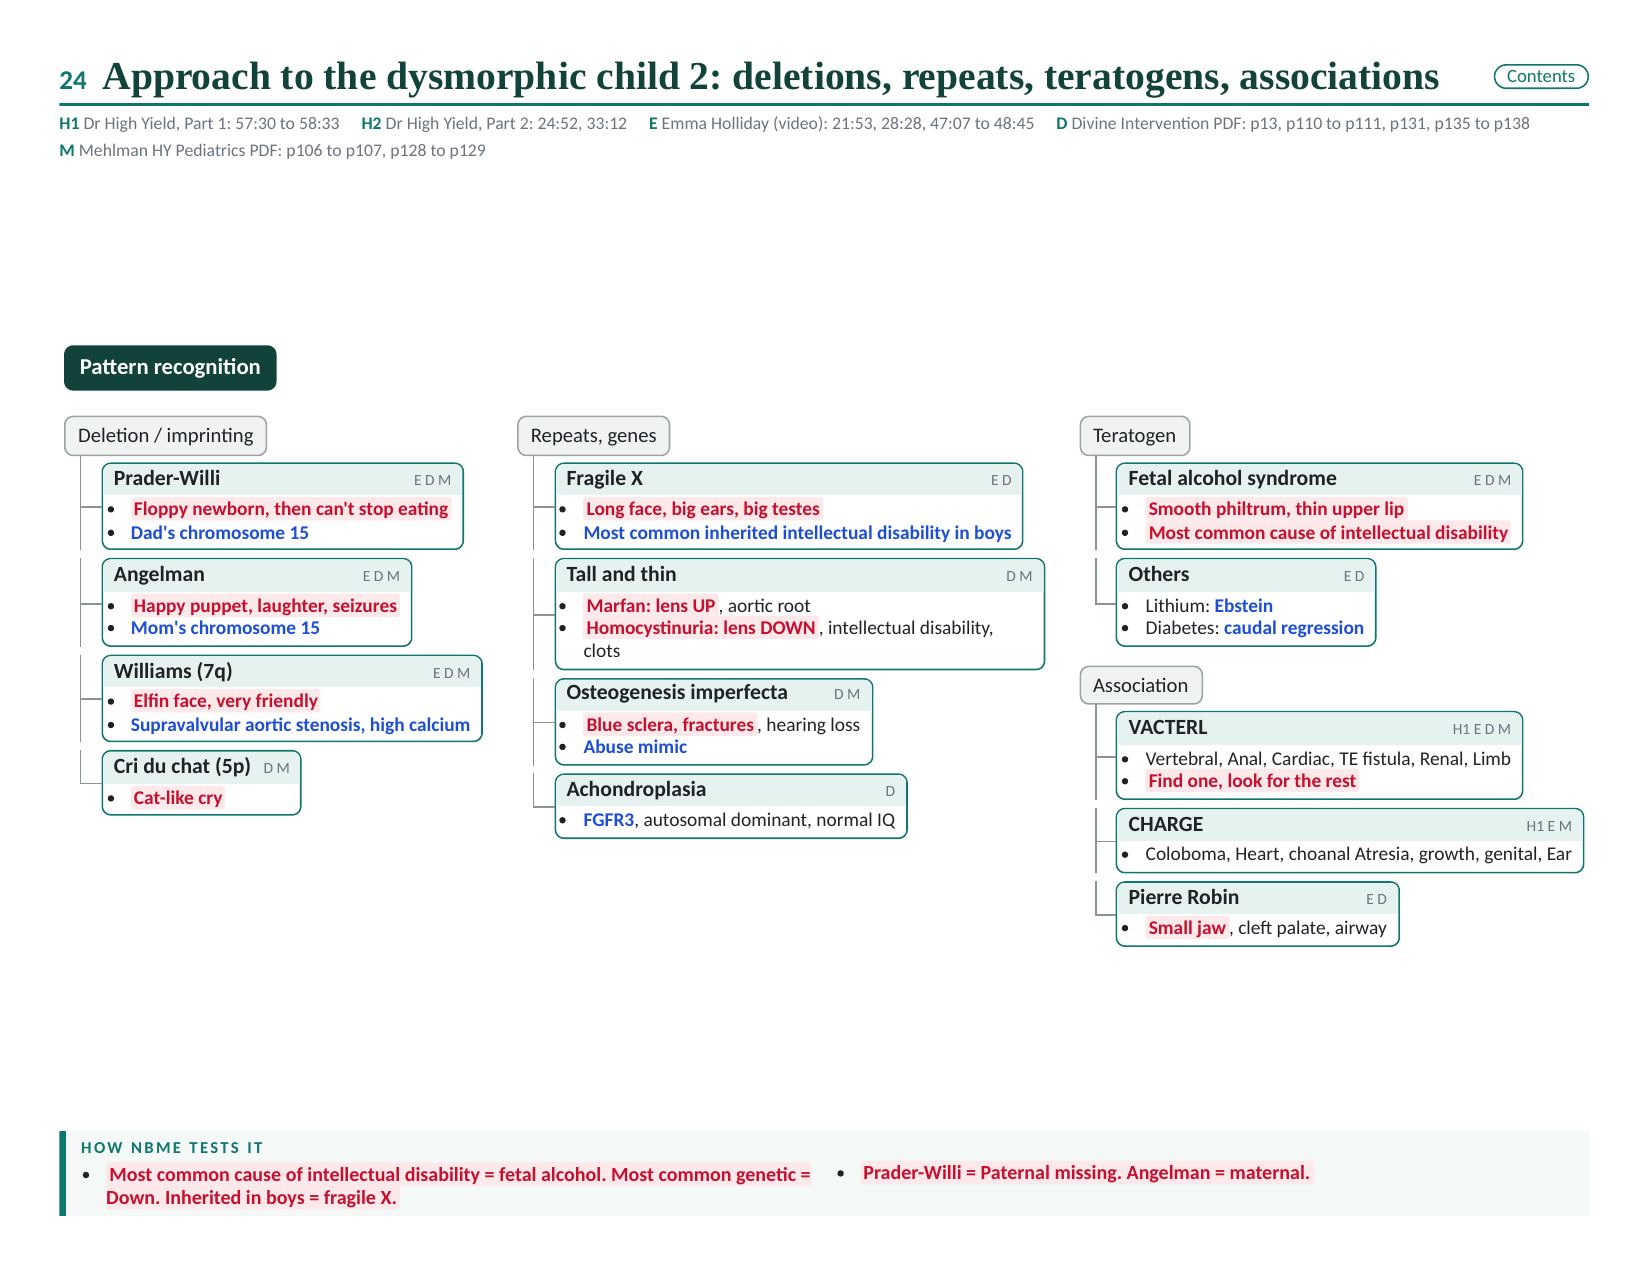 24 Approach to the dysmorphic child 2: deletions, repeats, teratogens, associations Contents
H1 Dr High Yield, Part 1: 57:30 to 58:33 H2 Dr High Yield, Part 2: 24:52, 33:12 E Emma Holliday (video): 21:53, 28:28, 47:07 to 48:45 D Divine Intervention PDF: p13, p110 to p111, p131, p135 to p138
M Mehlman HY Pediatrics PDF: p106 to p107, p128 to p129
Pattern recognition
Deletion / imprinting
Prader-Willi E D M
• Floppy newborn, then can't stop eating
• Dad's chromosome 15
Angelman E D M
• Happy puppet, laughter, seizures
• Mom's chromosome 15
Williams (7q) E D M
• Elfin face, very friendly
• Supravalvular aortic stenosis, high calcium
Cri du chat (5p) D M
• Cat-like cry
Repeats, genes
Fragile X E D
• Long face, big ears, big testes
• Most common inherited intellectual disability in boys
Tall and thin D M
• Marfan: lens UP, aortic root
• Homocystinuria: lens DOWN, intellectual disability,
clots
Osteogenesis imperfecta D M
• Blue sclera, fractures, hearing loss
• Abuse mimic
Achondroplasia D
• FGFR3, autosomal dominant, normal IQ
Teratogen
Fetal alcohol syndrome E D M
• Smooth philtrum, thin upper lip
• Most common cause of intellectual disability
Others E D
• Lithium: Ebstein
• Diabetes: caudal regression
Association
VACTERL H1 E D M
• Vertebral, Anal, Cardiac, TE fistula, Renal, Limb
• Find one, look for the rest
CHARGE H1 E M
• Coloboma, Heart, choanal Atresia, growth, genital, Ear
Pierre Robin E D
• Small jaw, cleft palate, airway
HOW NBME TESTS IT
• Most common cause of intellectual disability = fetal alcohol. Most common genetic =
Down. Inherited in boys = fragile X.
• Prader-Willi = Paternal missing. Angelman = maternal.